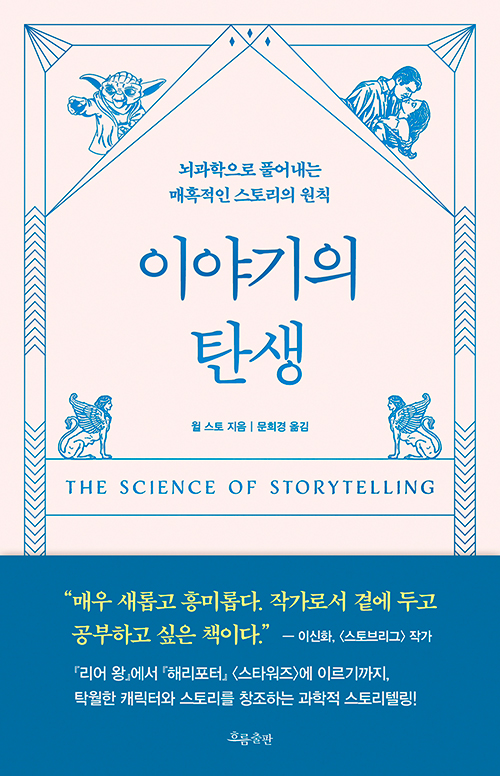 뇌과학으로 풀어내는
매혹적인 스토리의 원칙
이야기의
탄생
윌 스토 지음 | 문희경 옮김
THE SCIENCE OF STORYTELLING
“매우 새롭고 흥미롭다. 작가로서 곁에 두고
공부하고 싶은 책이다.” — 이신화, 〈스토브리그〉 작가
『리어 왕』에서 『해리포터』 〈스타워즈〉에 이르기까지,
탁월한 캐릭터와 스토리를 창조하는 과학적 스토리텔링!
흐름출판